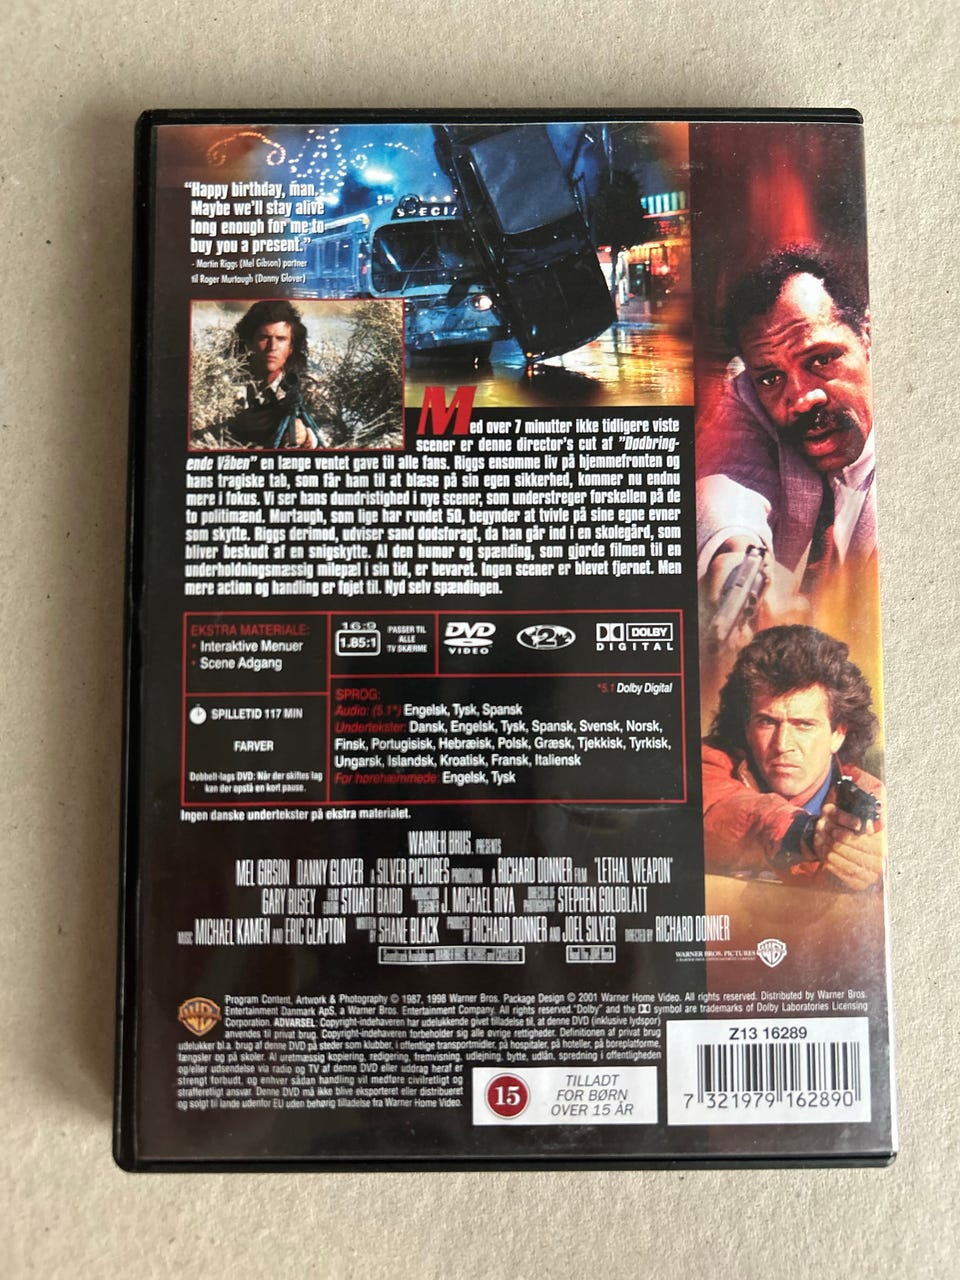 "Happy birthday, man.
Maybe we'll stay alive
long enough for me to
buy you a present."
- Martin Riggs (Mel Gibson) partner
til Roger Murtaugh (Danny Glover)
SPECIA
Med over 7 minutter ikke tidligere viste
scener er denne director's cut af "Dødbring-
ende Våben" en længe ventet gave til alle fans. Riggs ensomme liv på hjemmefronten og
hans tragiske tab, som får ham til at blæse på sin egen sikkerhed, kommer nu endnu
mere i fokus. Vi ser hans dumdristighed i nye scener, som understreger forskellen på de
to politimænd. Murtaugh, som lige har rundet 50, begynder at tvivle på sine egne evner
som skytte. Riggs derimod, udviser sand dødsforagt, da han går ind i en skolegård, som
bliver beskudt af en snigskytte. Al den humor og spænding, som gjorde filmen til en
underholdningsmæssig milepæl i sin tid, er bevaret. Ingen scener er blevet fjernet. Men
mere action og handling er føjet til. Nyd selv spændingen.
EKSTRA MATERIALE:
· Interaktive Menuer
· Scene Adgang
16:9
1.85:1
PASSER TIL
ALLE
TV SKÆRME
DVD
VIDEO
2
DOLBY
DIGITAL
SPILLETID 117 MIN
FARVER
Dobbelt-lags DVD: Når der skiftes lag
kan der opstå en kort pause.
*5.1 Dolby Digital
SPROG:
Audio: (5.1*) Engelsk, Tysk, Spansk
Undertekster: Dansk, Engelsk, Tysk, Spansk, Svensk, Norsk,
Finsk, Portugisisk, Hebræisk, Polsk, Græsk, Tjekkisk, Tyrkisk,
Ungarsk, Islandsk, Kroatisk, Fransk, Italiensk
For hørehæmmede: Engelsk, Tysk
Ingen danske undertekster på ekstra materialet.
WARNER BROS. PRESENTS
MEL GIBSON DANNY GLOVER A SILVER PICTURES PRODUCTION A RICHARD DONNER FILM "LETHAL WEAPON"
GARY BUSEY FILM EDITOR STUART BAIRD PRODUCTION DESIGNER J. MICHAEL RIVA DIRECTOR OF PHOTOGRAPHY STEPHEN GOLDBLATT
MUSIC MICHAEL KAMEN AND ERIC CLAPTON WRITTEN BY SHANE BLACK PRODUCED BY RICHARD DONNER AND JOEL SILVER DIRECTED BY RICHARD DONNER
Soundtrack Available on WARNER BROS. RECORDS and CASSETTES
WARNER BROS. PICTURES
Program Content, Artwork & Photography © 1987, 1998 Warner Bros. Package Design © 2001 Warner Home Video. All rights reserved. Distributed by Warner Bros.
Entertainment Danmark ApS, a Warner Bros. Entertainment Company. All rights reserved."Dolby" and the symbol are trademarks of Dolby Laboratories Licensing
Corporation. ADVARSEL: Copyright-indehaveren har udelukkende givet tilladelse til, at denne DVD (inklusive lydspor)
anvendes til privat brug. Copyright-indehaveren forbeholder sig alle øvrige rettigheder. Definitionen af privat brug
udelukker bl.a. brug af denne DVD på steder som klubber, i offentlige transportmidler, på hospitaler, på hoteller, på boreplatforme,
fængsler og på skoler. Al uretmæssig kopiering, redigering, fremvisning, udlejning, bytte, udlån, spredning i offentligheden
og/eller udsendelse via radio og TV af denne DVD eller uddrag heraf er
strengt forbudt, og enhver sådan handling vil medføre civilretligt og
strafferetligt ansvar. Denne DVD må ikke blive eksporteret eller distribueret
og solgt til lande udenfor EU uden behørig tilladelse fra Warner Home Video.
15
TILLADT
FOR BØRN
OVER 15 ÅR
Z13 16289
7 321979 162890